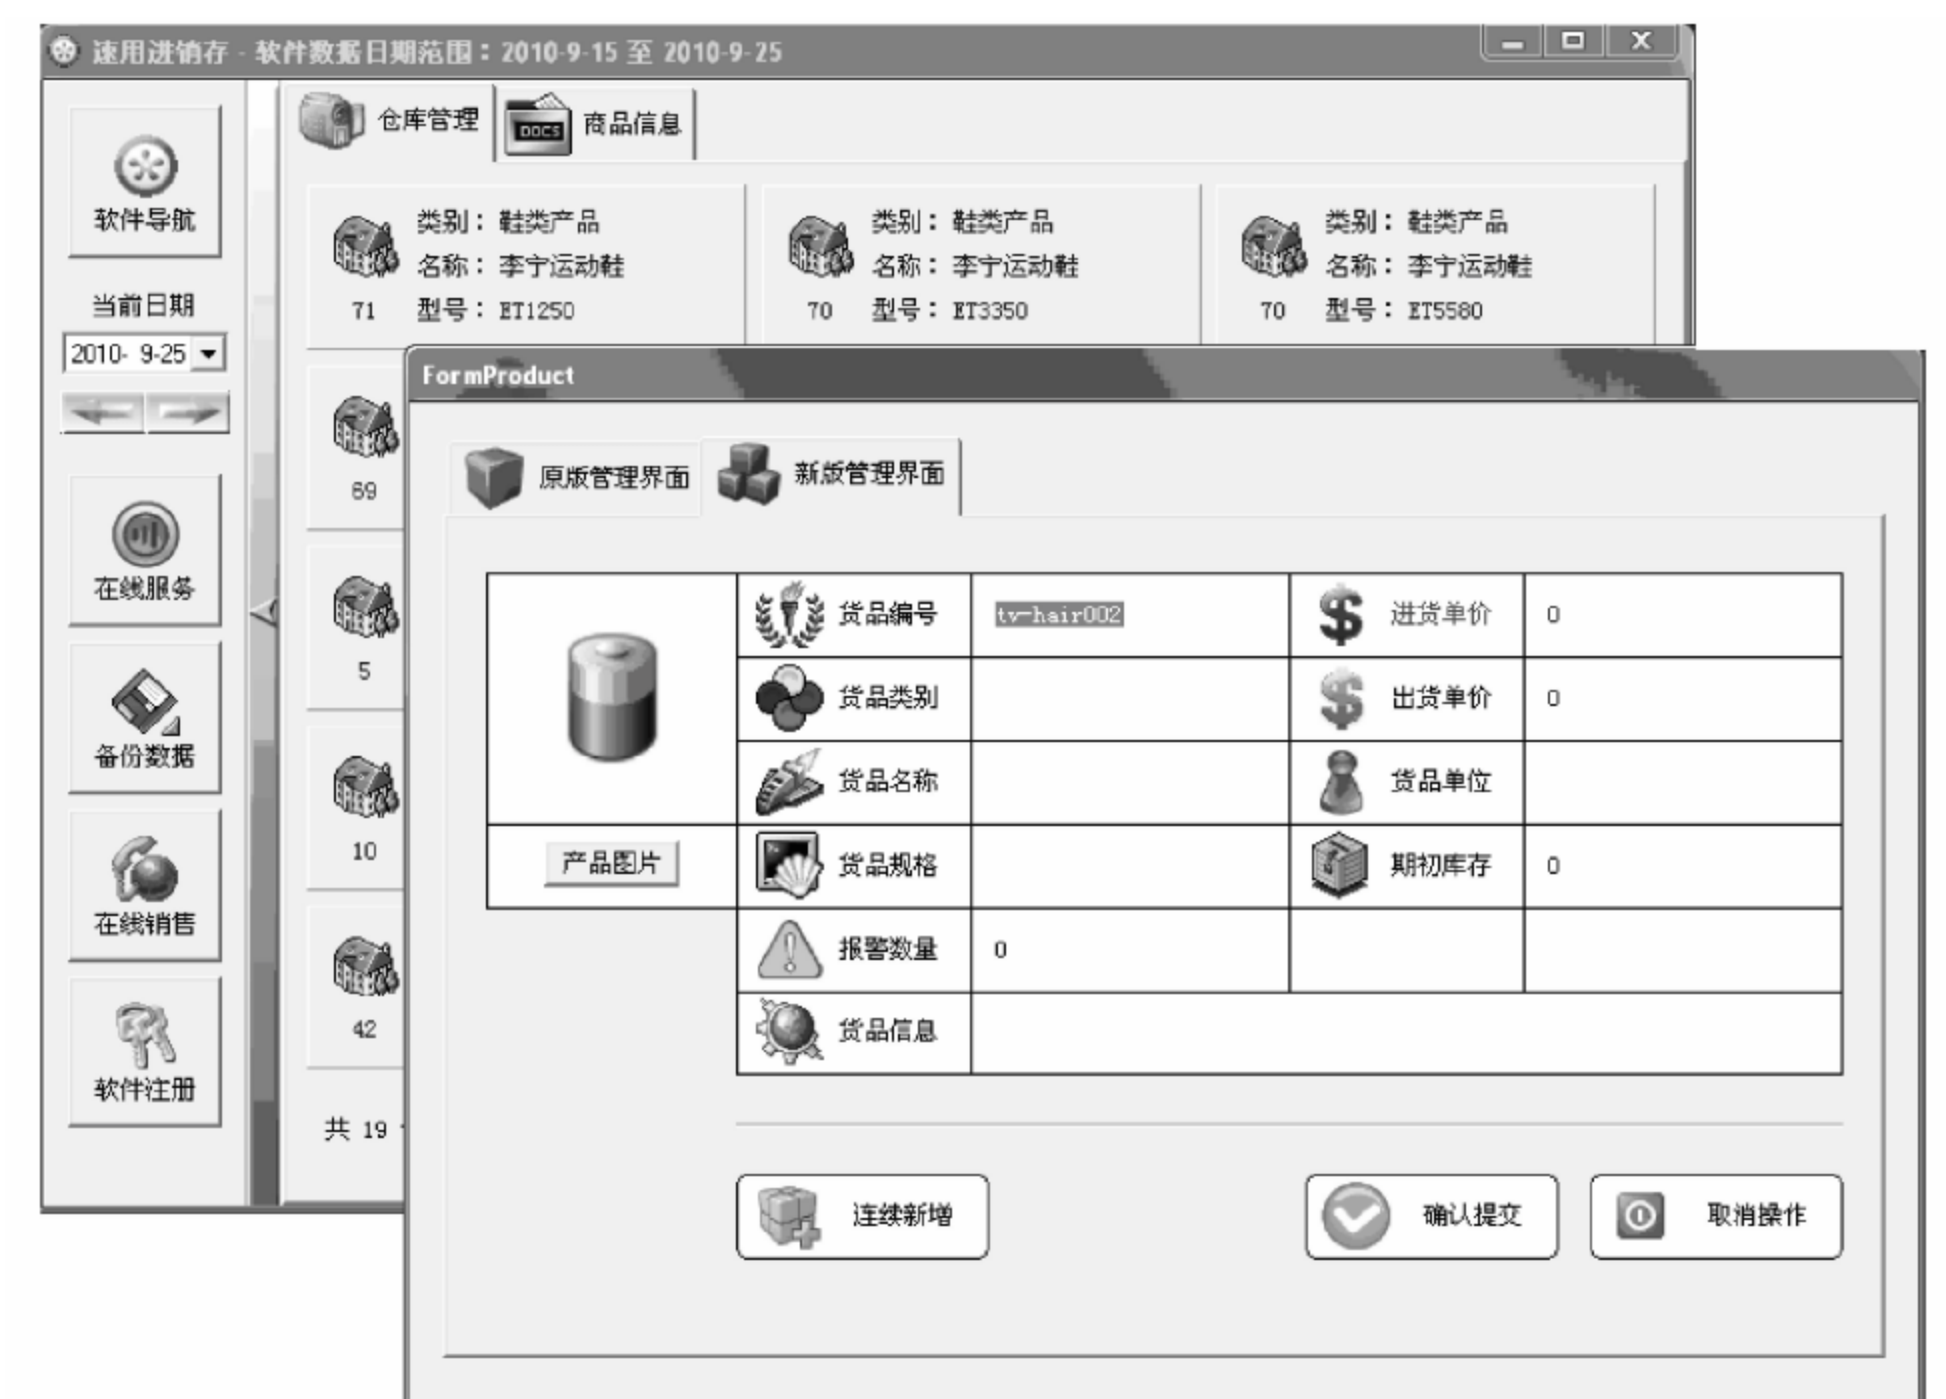 速用进销存 - 软件数据日期范围：2010-9-15 至 2010-9-25
软件导航
当前日期
2010- 9-25
在线服务
备份数据
在线销售
软件注册
仓库管理
商品信息
DOCS
类别：鞋类产品
名称：李宁运动鞋
71 型号：ET1250
类别：鞋类产品
名称：李宁运动鞋
70 型号：ET3350
类别：鞋类产品
名称：李宁运动鞋
70 型号：ET5580
69
5
10
42
共 19
FormProduct
原版管理界面
新版管理界面
货品编号 tv-hair002 进货单价 0
货品类别 出货单价 0
货品名称 货品单位
产品图片 货品规格 期初库存 0
报警数量 0
货品信息
连续新增
确认提交
取消操作